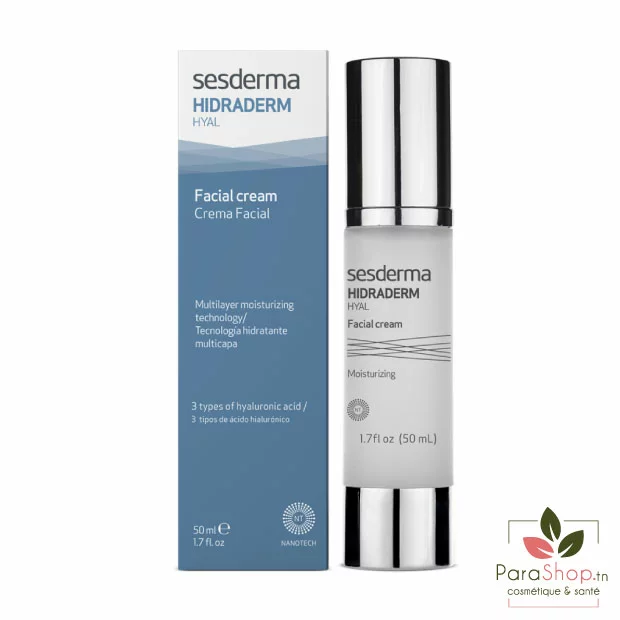 sesderma
HIDRADERM
HYAL
Facial cream
Crema Facial
Multilayer moisturizing
technology/
Tecnología hidratante
multicapa
3 types of hyaluronic acid /
3 tipos de ácido hialurónico
50 ml e
1.7 fl. oz
NT
NANOTECH
sesderma
HIDRADERM
HYAL
Facial cream
Moisturizing
NT
1.7fl oz (50 mL)
ParaShop.tn
cosmétique & santé